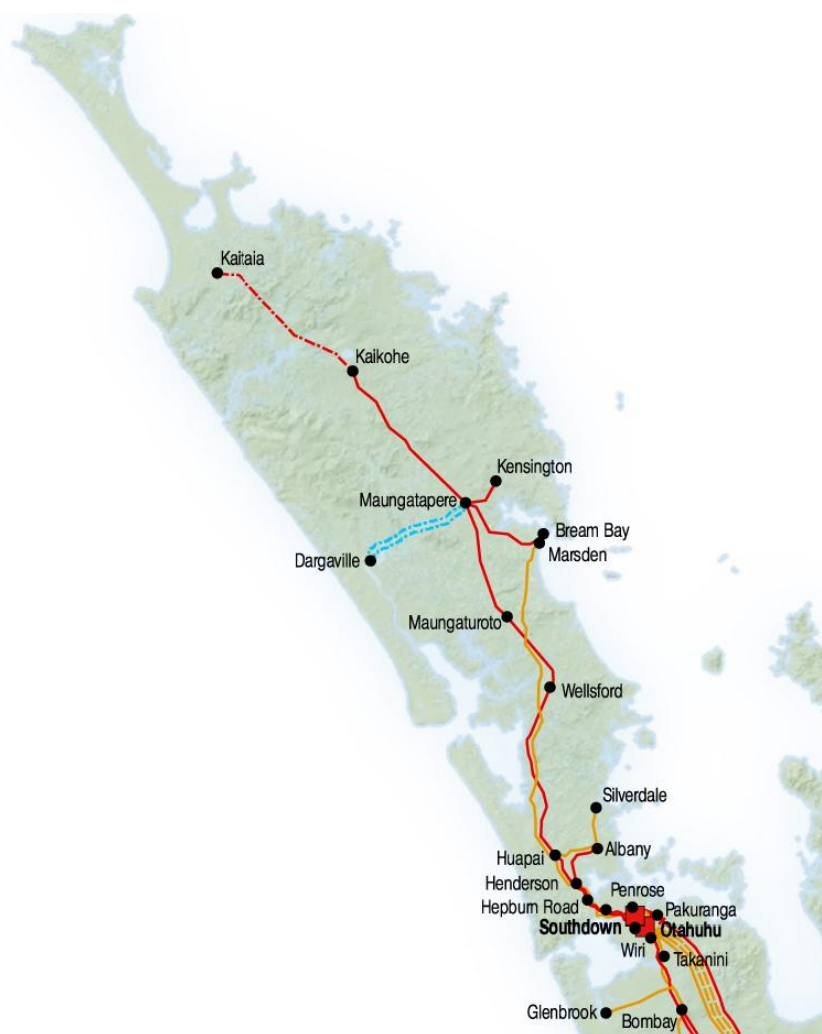 Kaitaia
Kaikohe
Kensington
Maungatapere
Bream Bay
Dargaville
Marsden
Maungaturoto
Wellsford
Silverdale
Huapai
Albany
Henderson
Penrose
Hepburn Road
Pakuranga
Southdown
Otahuhu
Wiri
Takanini
Glenbrook
Bombay